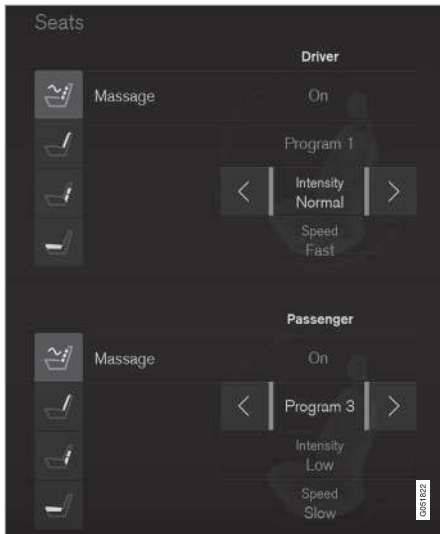 Seats
Driver
Massage
On
Program 1
Intensity
Normal
Speed
Fast
Passenger
Massage
On
Program 3
Intensity
Low
Speed
Slow
G051822